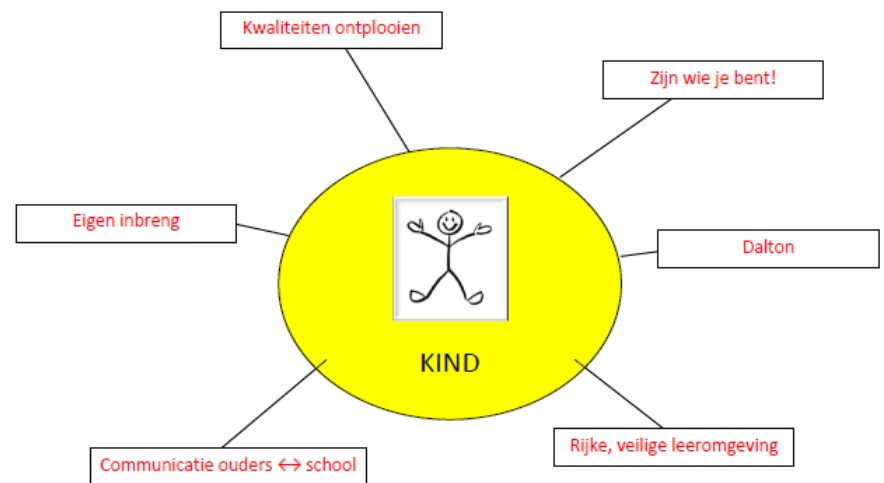 Kwaliteiten ontplooien
Zijn wie je bent!
Eigen inbreng
Dalton
KIND
Rijke, veilige leeromgeving
Communicatie ouders ↔ school